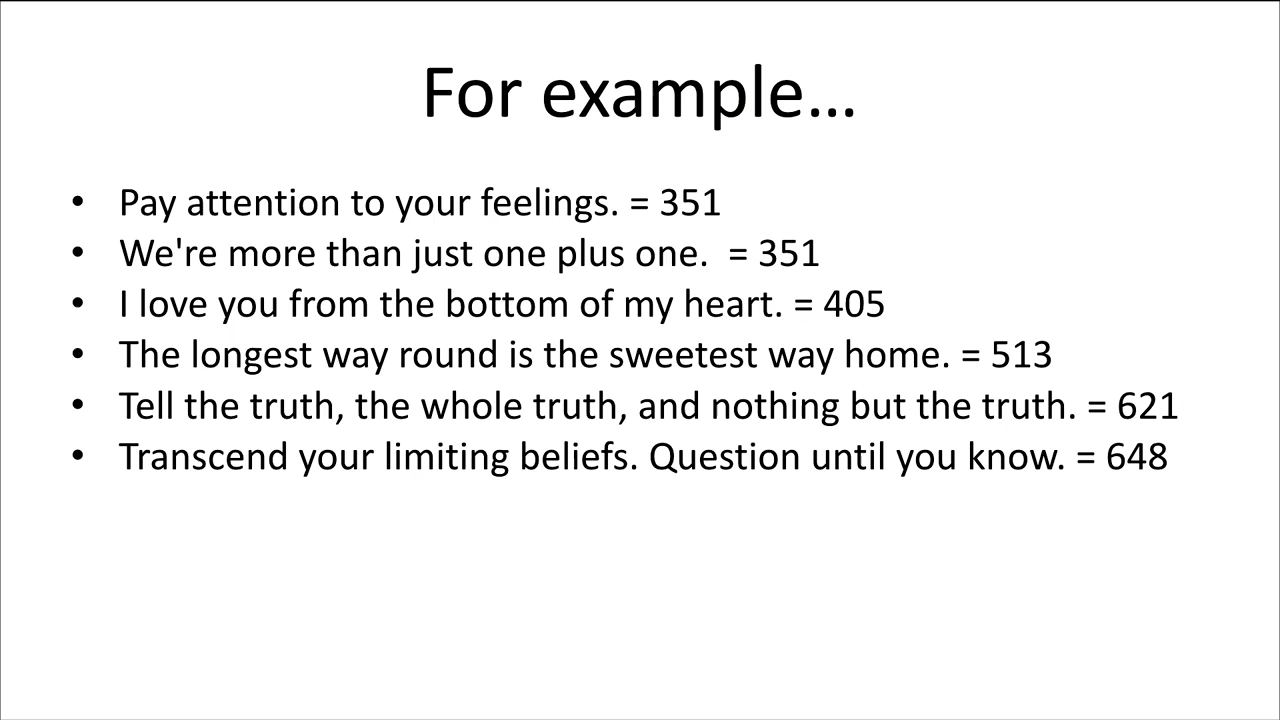 For example…
• Pay attention to your feelings. = 351
• We're more than just one plus one.  = 351
• I love you from the bottom of my heart. = 405
• The longest way round is the sweetest way home. = 513
• Tell the truth, the whole truth, and nothing but the truth. = 621
• Transcend your limiting beliefs. Question until you know. = 648